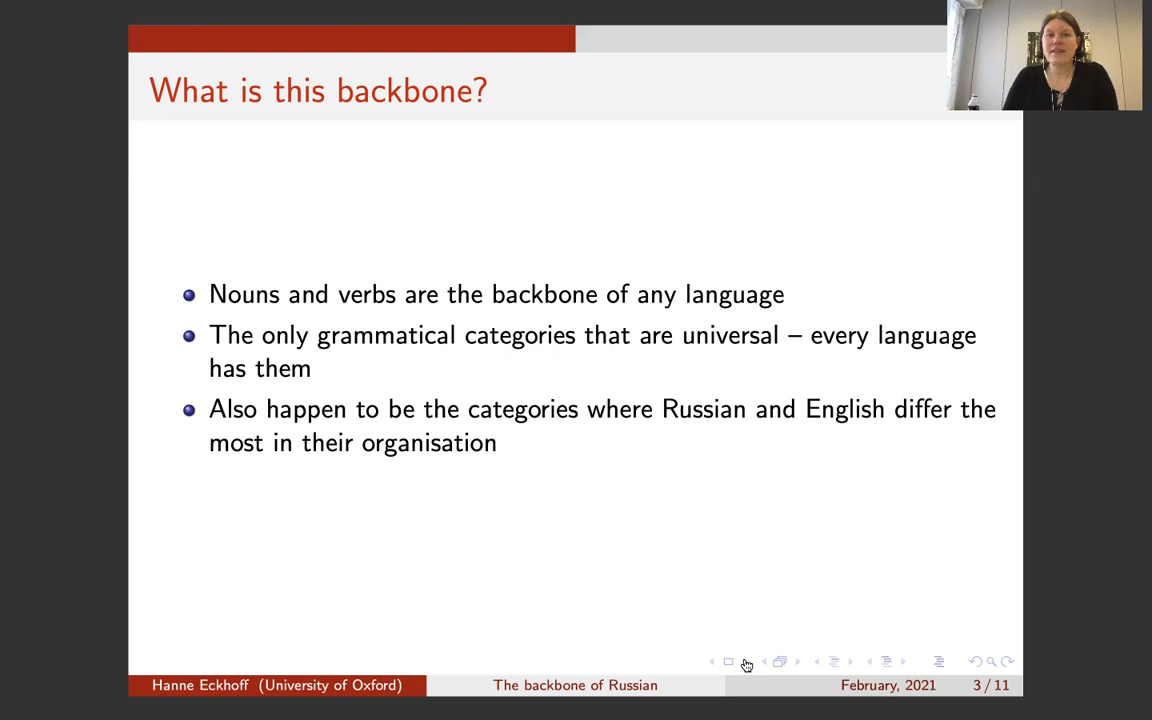 What is this backbone?
Nouns and verbs are the backbone of any language
The only grammatical categories that are universal – every language
has them
Also happen to be the categories where Russian and English differ the
most in their organisation
Hanne Eckhoff (University of Oxford)
The backbone of Russian
February, 2021
3 / 11